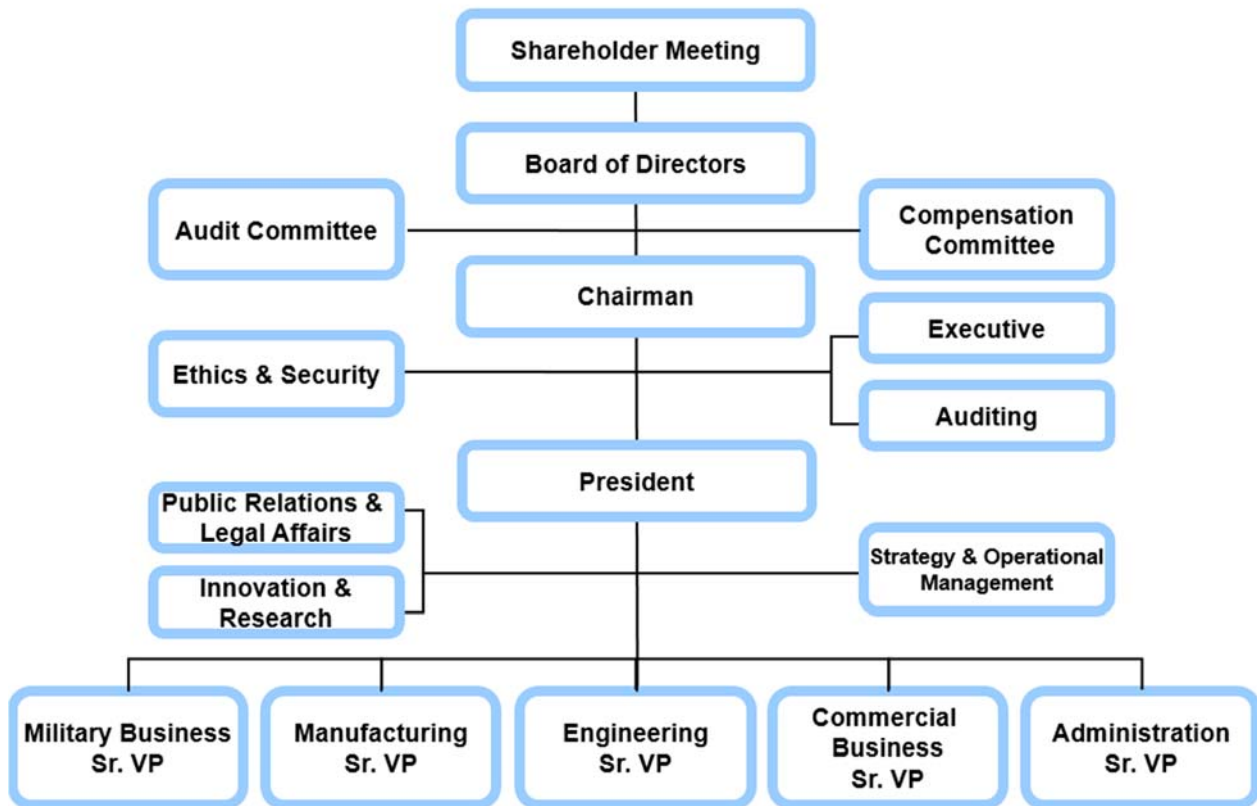 Shareholder Meeting
Board of Directors
Audit Committee
Compensation
Committee
Chairman
Executive
Ethics & Security
Auditing
President
Public Relations &
Legal Affairs
Strategy & Operational
Management
Innovation &
Research
Military Business
Sr. VP
Manufacturing
Sr. VP
Engineering
Sr. VP
Commercial
Business
Sr. VP
Administration
Sr. VP